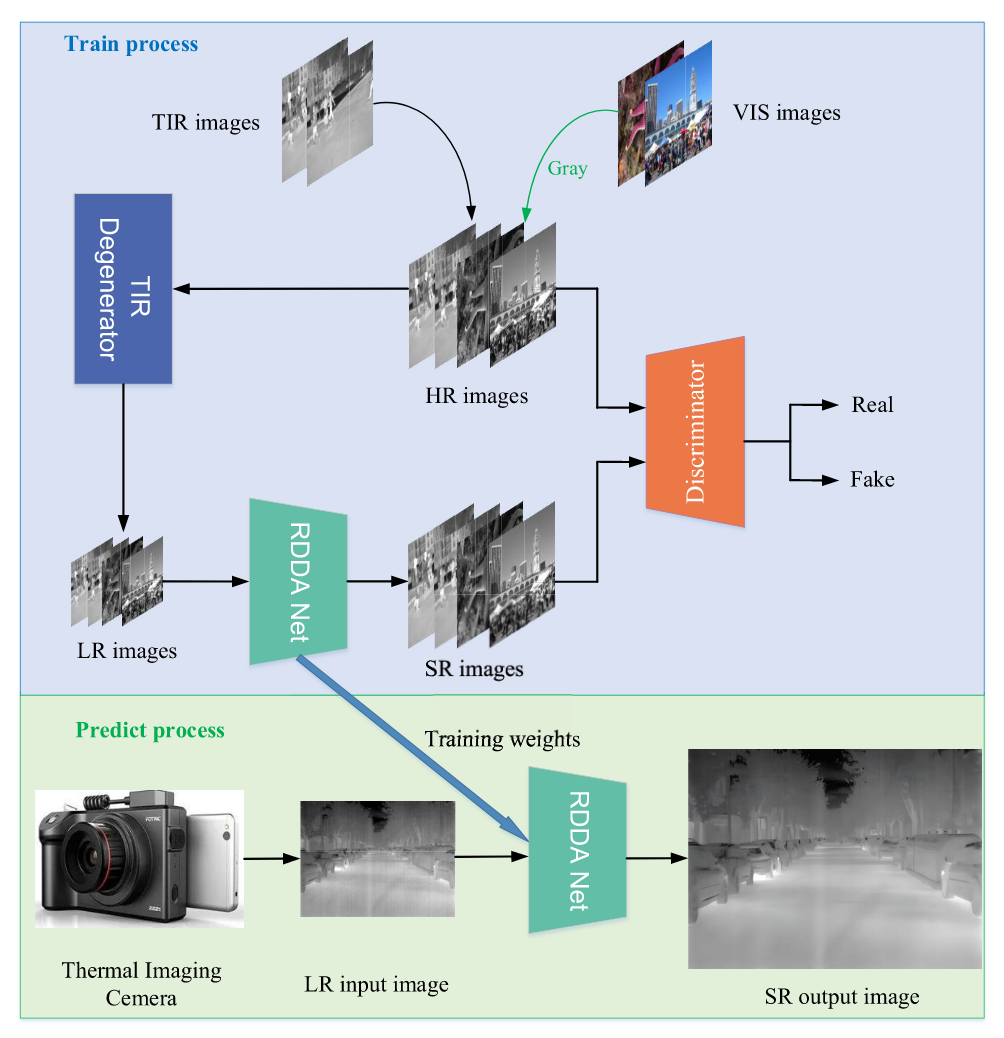 Train process
TIR images
VIS images
Gray
TIR
Degenerator
HR images
Discriminator
Real
Fake
RDDA Net
LR images
SR images
Predict process
Training weights
RDDA Net
Thermal Imaging
Cemera
LR input image
SR output image